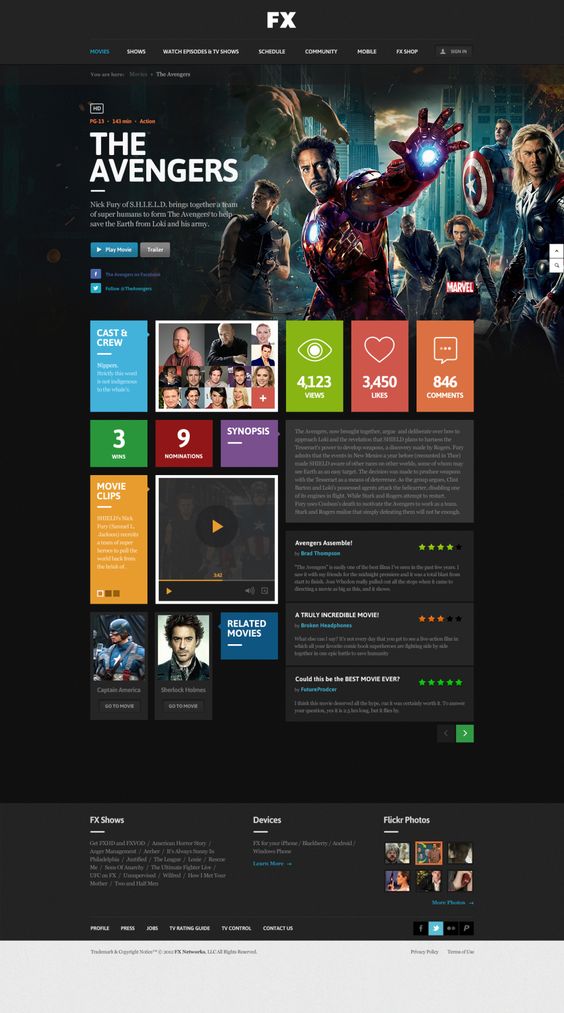 FX
MOVIES SHOWS WATCH EPISODES & TV SHOWS SCHEDULE COMMUNITY MOBILE FX SHOP SIGN IN
You are here: Movies » The Avengers
HD
PG-13 • 143 min • Action
THE
AVENGERS
Nick Fury of S.H.I.E.L.D. brings together a team
of super humans to form The Avengers to help
save the Earth from Loki and his army.
Play Movie Trailer
The Avengers on Facebook
Follow @TheAvengers
MARVEL
CAST &
CREW
Nippers.
Strictly this word
is not indigenous
to the whale's.
4,123
VIEWS
3,450
LIKES
846
COMMENTS
3
WINS
9
NOMINATIONS
SYNOPSIS
The Avengers, now brought together, argue and deliberate over how to
approach Loki and the revelation that SHIELD plans to harness the
Tesseract's power to develop weapons, a discovery made by Rogers. Fury
admits that the events in New Mexico a year before (recounted in Thor)
made SHIELD aware of other races on other worlds, some of whom may
see Earth as an easy target. The decision was made to produce weapons
with the Tesseract as a means of deterrence. As the group argues, Clint
Barton and Loki's possessed agents attack the helicarrier, disabling one
of its engines in flight. While Stark and Rogers attempt to restart,
Fury uses Coulson's death to motivate the Avengers to work as a team.
Stark and Rogers realize that simply defeating them will not be enough.
MOVIE
CLIPS
SHIELD's Nick
Fury (Samuel L.
Jackson) recruits
a team of super
heroes to pull the
world back from
the brink of.
3:42
Avengers Assemble!
by Brad Thompson
"The Avengers" is easily one of the best films I've seen in the past few years. I
saw it with my friends for the midnight premiere and it was a total blast from
start to finish. Joss Whedon really pulled out all the stops when it came to
directing a movie as big as this, and it shows.
A TRULY INCREDIBLE MOVIE!
by Broken Headphones
What else can I say? It's not every day that you get to see a live-action film in
which all your favorite comic book superheroes are fighting side by side
together in one epic battle to save humanity
Could this be the BEST MOVIE EVER?
by FutureProdcer
I think this movie deserved all the hype, cuz it was certainly worth it. To answer
your question, yes it is a 2.5 hrs long, but it flies by.
RELATED
MOVIES
Captain America
GO TO MOVIE
Sherlock Holmes
GO TO MOVIE
FX Shows
Get FXHD and FXVOD / American Horror Story /
Anger Management / Archer / It's Always Sunny In
Philadelphia / Justified / The League / Louie / Rescue
Me / Sons Of Anarchy / The Ultimate Fighter Live /
UFC on FX / Unsupervised / Wilfred / How I Met Your
Mother / Two and Half Men
Devices
FX for your iPhone / Blackberry / Android /
Windows Phone
Learn More →
Flickr Photos
More Photos →
PROFILE PRESS JOBS TV RATING GUIDE TV CONTROL CONTACT US
Trademark & Copyright Notice™ © 2012 FX Networks, LLC All Rights Reserved.
Privacy Policy Terms of Use